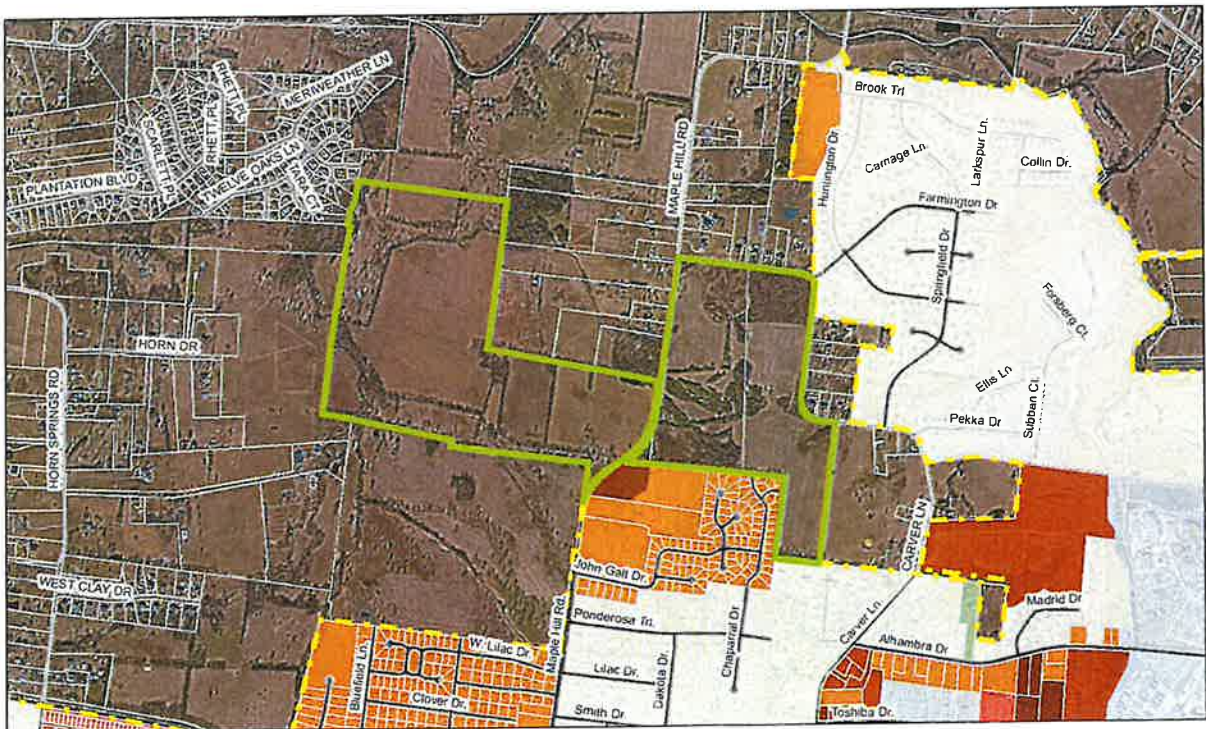 MERIWEATHER LN
RHETT PL
RHETT PL
SCARLETT PL
TWELVE OAKS LN
TARA CT
PLANTATION BLVD
MAPLE HILL RD
Brook Trl
Huntington Dr
Larkspur Ln.
Collin Dr.
Farmington Dr
Springfield Dr
Forsberg Ct.
HORN DR
HORN SPRINGS RD
Ellis Ln
Subban Ct.
Pekka Dr
CARVER LN
WEST CLAY DR
John Galt Dr.
Maple Hill Rd.
Ponderosa Trl.
Chaparral Dr
Carver Ln
Madrid Dr
Alhambra Dr
W. Lilac Dr.
Bluefield Ln.
Lilac Dr.
Dakota Dr.
Clover Dr.
Smith Dr.
Toshiba Dr.